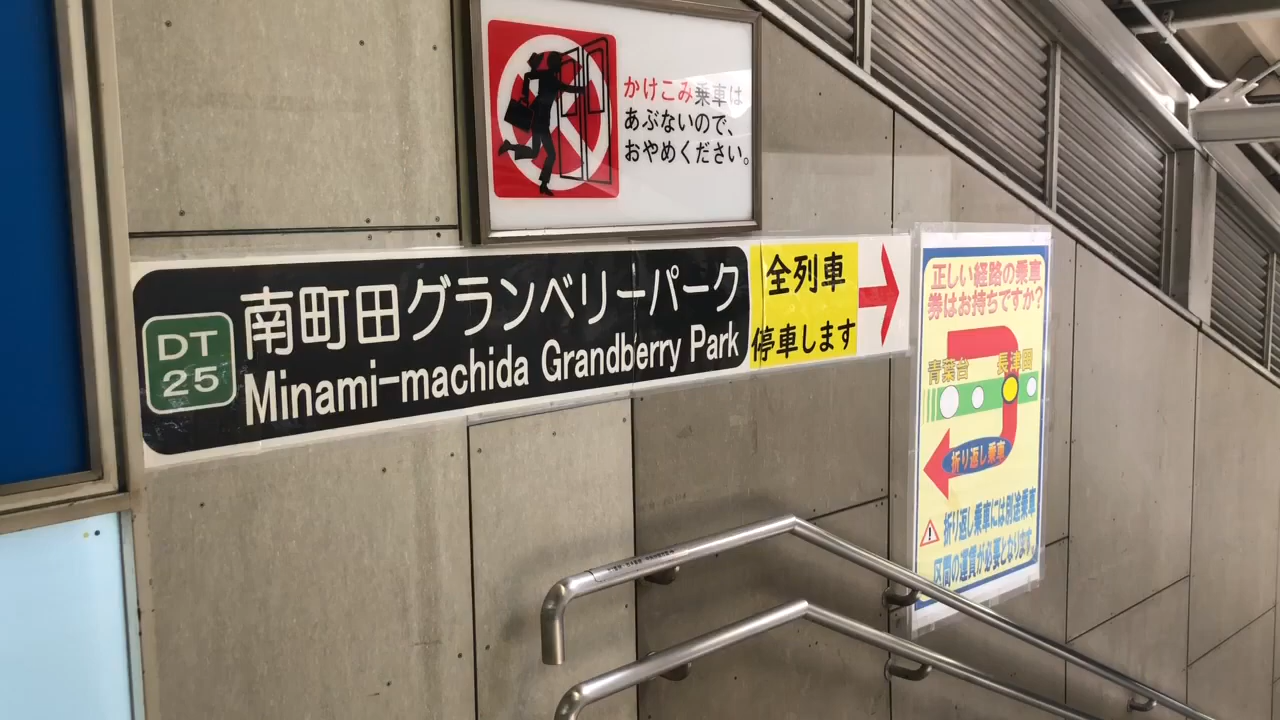 かけこみ乗車は
あぶないので、
おやめください。
DT
25
南町田グランベリーパーク
Minami-machida Grandberry Park
全列車
停車します
正しい経路の乗車
券はお持ちですか?
青葉台 長津田
折り返し乗車
折り返し乗車には別途乗車
区間の運賃が必要となります。